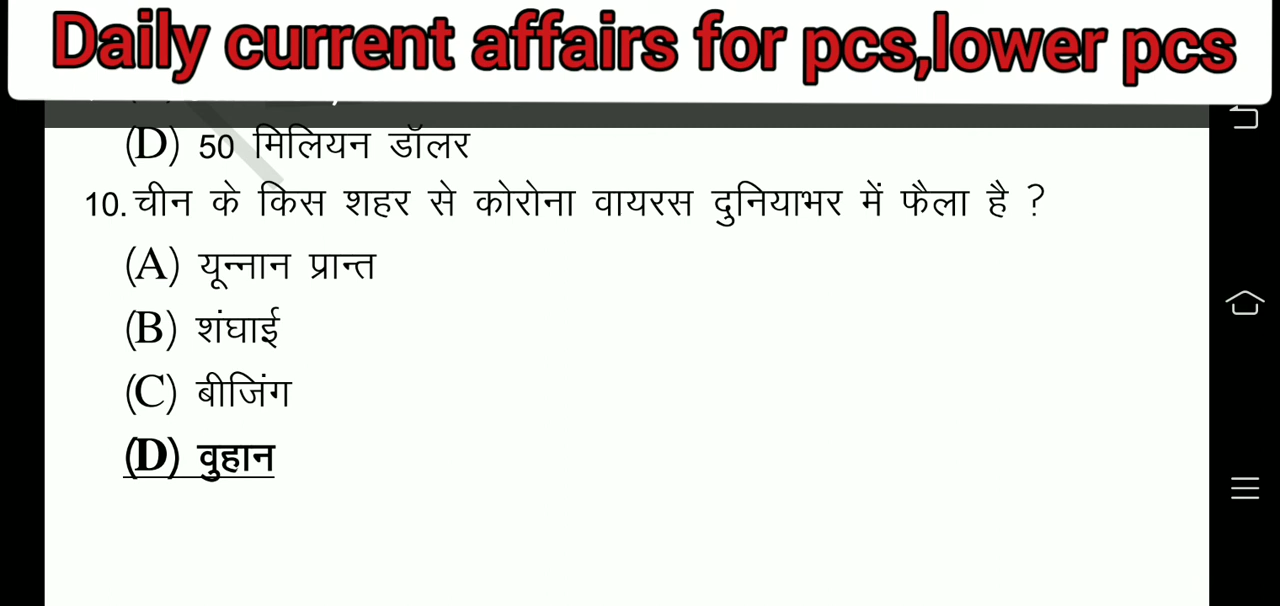 Daily current affairs for pcs,lower pcs
(D) 50 मिलियन डॉलर
10. चीन के किस शहर से कोरोना वायरस दुनियाभर में फैला है ?
(A) यून्नान प्रान्त
(B) शंघाई
(C) बीजिंग
(D) वुहान